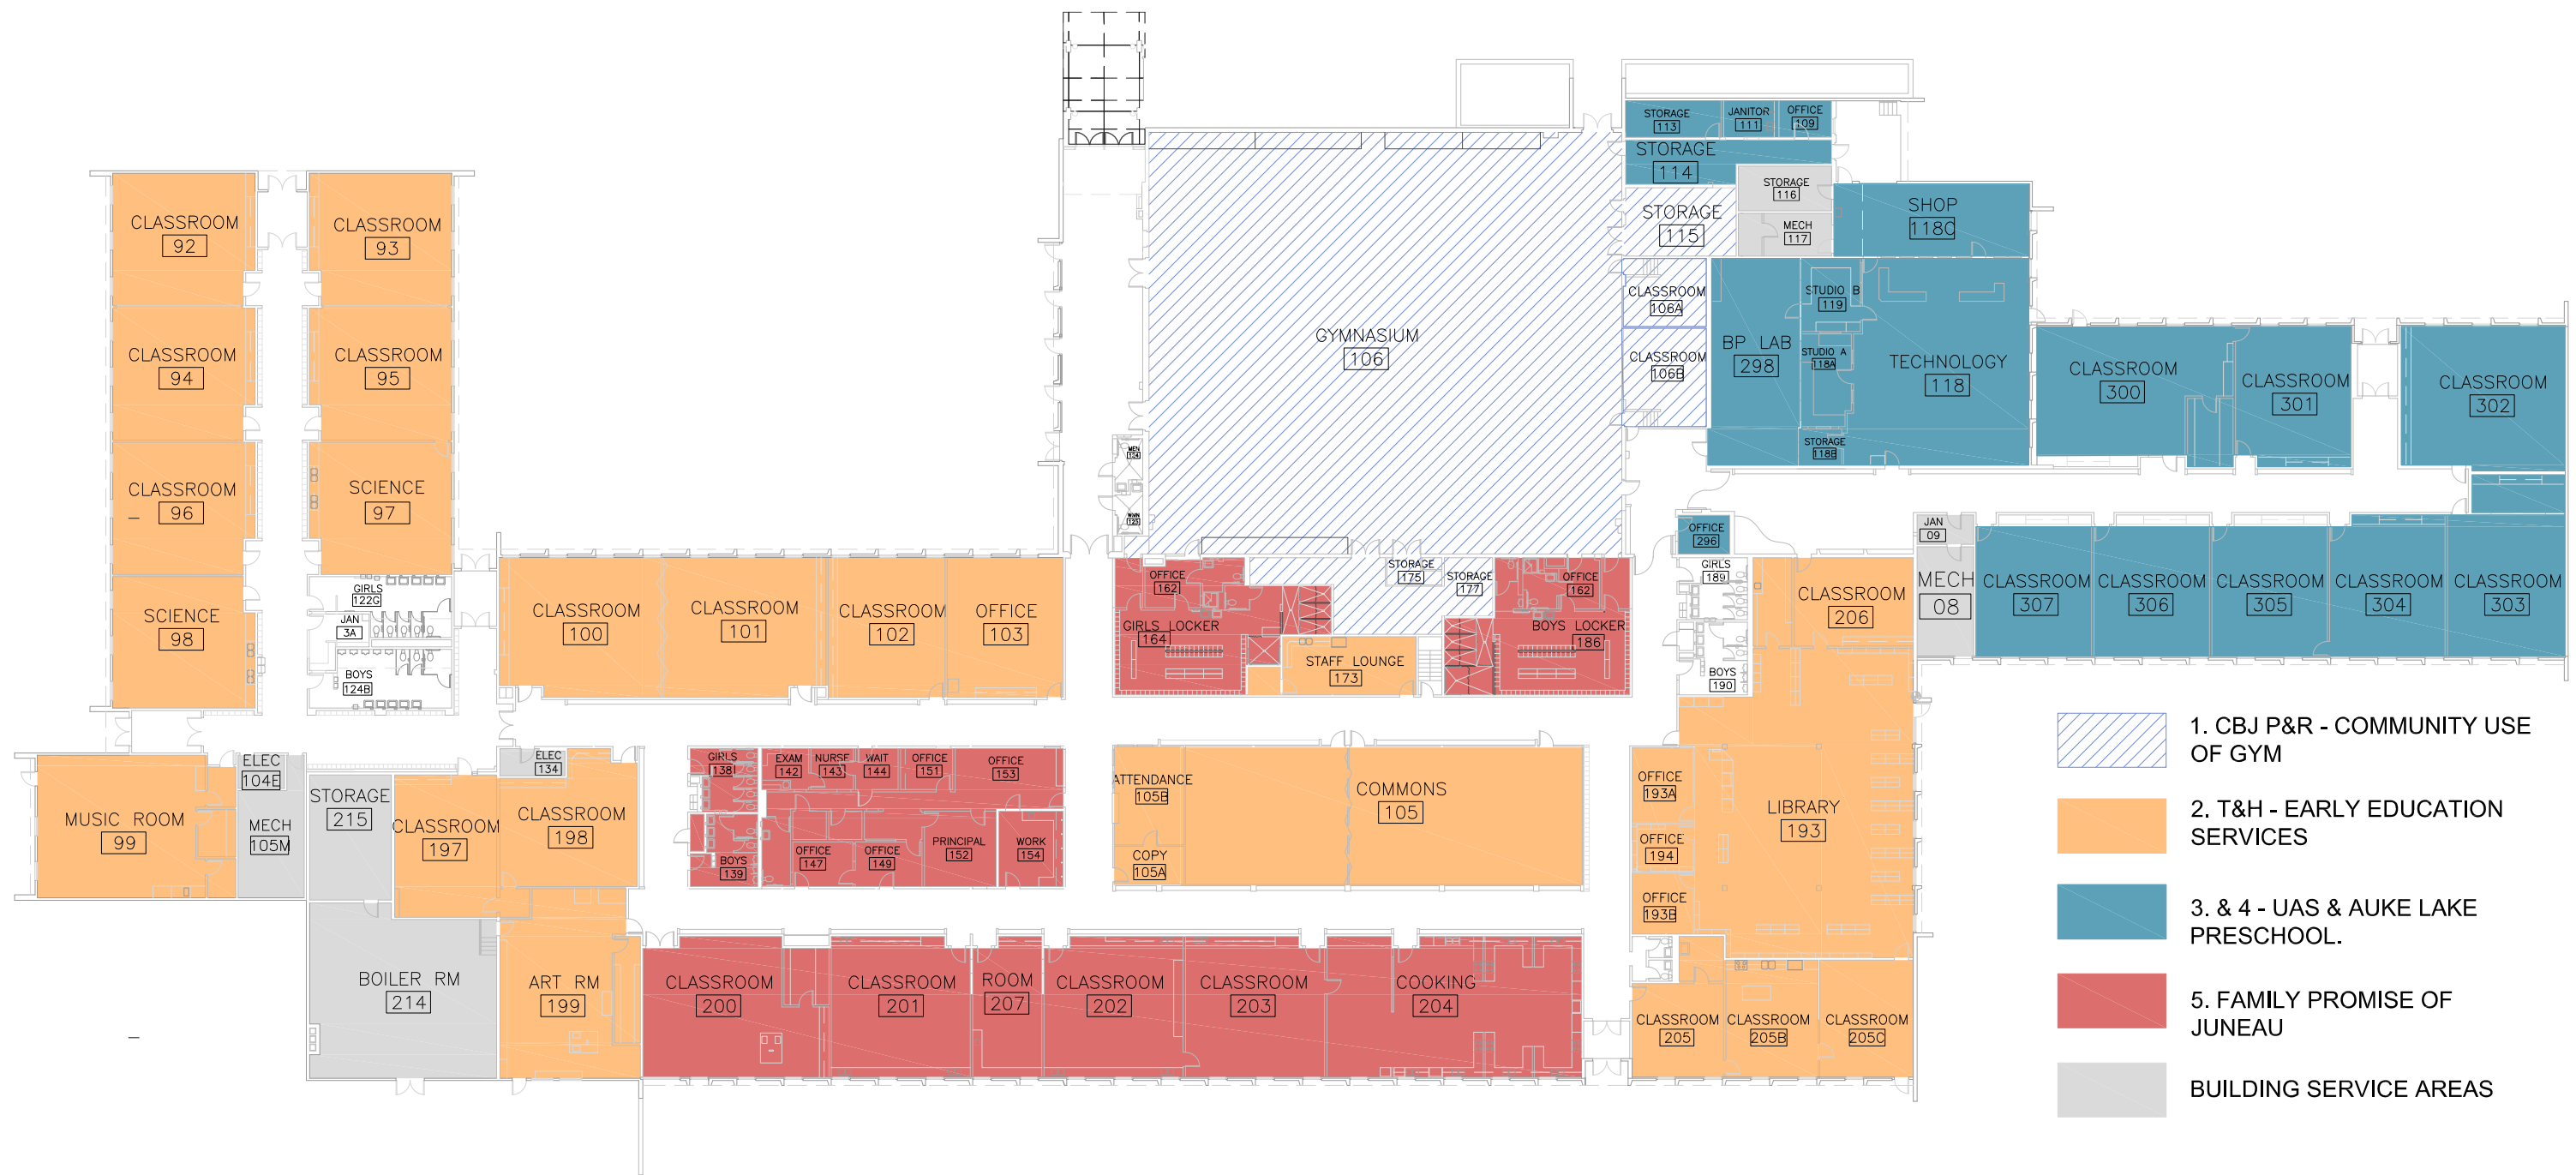 STORAGE
113
JANITOR
111
OFFICE
109
STORAGE
114
STORAGE
116
STORAGE
115
MECH
117
SHOP
118C
CLASSROOM
92
CLASSROOM
93
CLASSROOM
94
CLASSROOM
95
CLASSROOM
96
SCIENCE
97
SCIENCE
98
GIRLS
122G
JAN
3A
BOYS
124B
CLASSROOM
100
CLASSROOM
101
CLASSROOM
102
OFFICE
103
GYMNASIUM
106
MEN
124
WMN
123
CLASSROOM
106A
CLASSROOM
106B
BP LAB
298
STUDIO B
119
STUDIO A
118A
TECHNOLOGY
118
STORAGE
118B
CLASSROOM
300
CLASSROOM
301
CLASSROOM
302
OFFICE
296
JAN
09
MECH
08
CLASSROOM
307
CLASSROOM
306
CLASSROOM
305
CLASSROOM
304
CLASSROOM
303
OFFICE
162
GIRLS LOCKER
164
STORAGE
175
STORAGE
177
OFFICE
162
BOYS LOCKER
186
STAFF LOUNGE
173
GIRLS
189
BOYS
190
CLASSROOM
206
MUSIC ROOM
99
ELEC
104E
MECH
105M
STORAGE
215
CLASSROOM
197
ELEC
134
CLASSROOM
198
GIRLS
138
BOYS
139
EXAM
142
NURSE
143
WAIT
144
OFFICE
151
OFFICE
153
OFFICE
147
OFFICE
149
PRINCIPAL
152
WORK
154
ATTENDANCE
105B
COPY
105A
COMMONS
105
OFFICE
193A
OFFICE
194
OFFICE
193B
LIBRARY
193
BOILER RM
214
ART RM
199
CLASSROOM
200
CLASSROOM
201
ROOM
207
CLASSROOM
202
CLASSROOM
203
COOKING
204
CLASSROOM
205
CLASSROOM
205B
CLASSROOM
205C
1. CBJ P&R - COMMUNITY USE
OF GYM
2. T&H - EARLY EDUCATION
SERVICES
3. & 4 - UAS & AUKE LAKE
PRESCHOOL.
5. FAMILY PROMISE OF
JUNEAU
BUILDING SERVICE AREAS